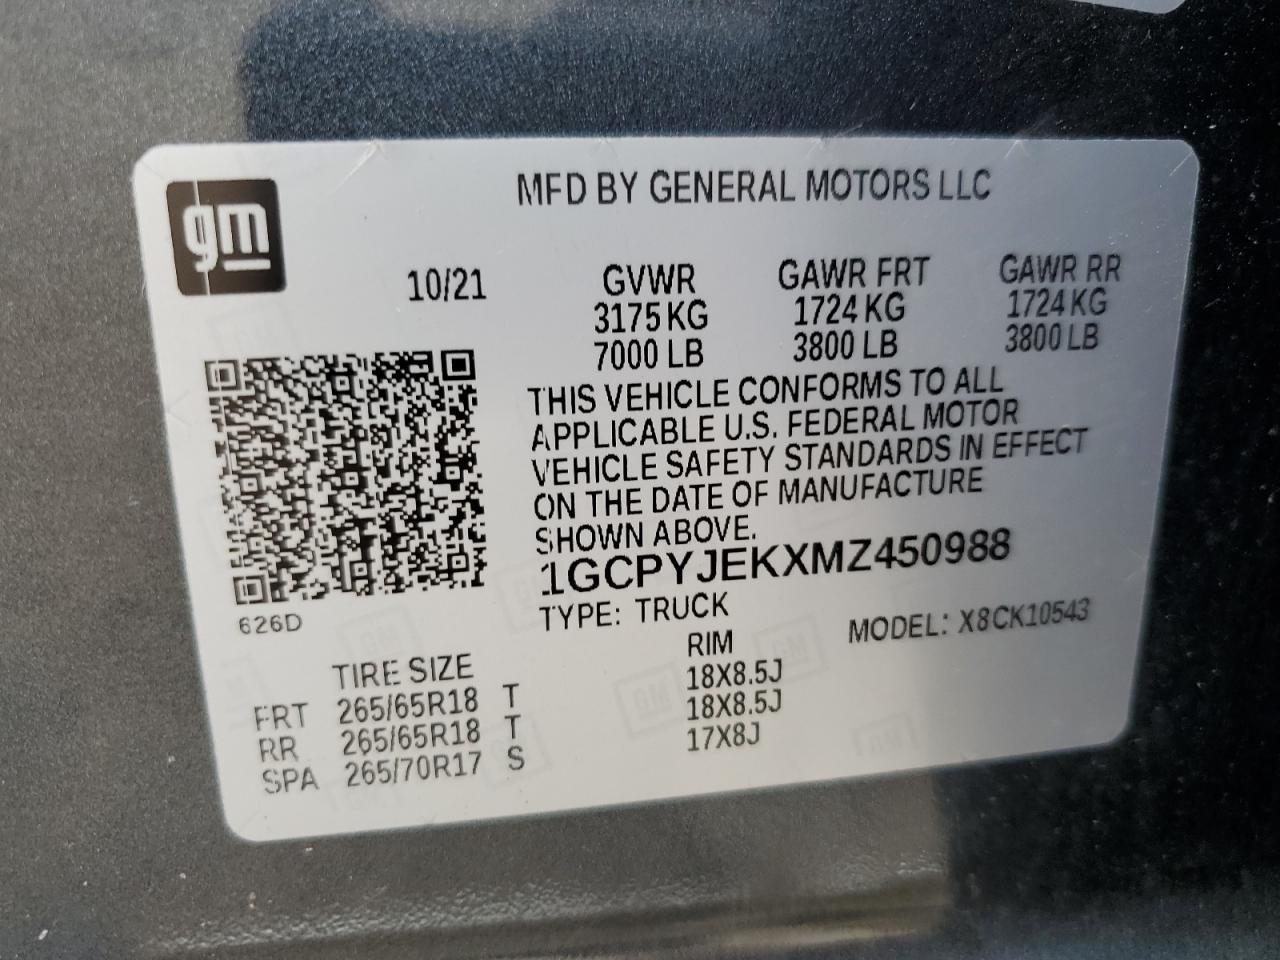 MFD BY GENERAL MOTORS LLC
gm
10/21 GVWR GAWR FRT GAWR RR
3175 KG 1724 KG 1724 KG
7000 LB 3800 LB 3800 LB
THIS VEHICLE CONFORMS TO ALL
APPLICABLE U.S. FEDERAL MOTOR
VEHICLE SAFETY STANDARDS IN EFFECT
ON THE DATE OF MANUFACTURE
SHOWN ABOVE.
1GCPYJEKXMZ450988
626D TYPE: TRUCK MODEL: X8CK10543
TIRE SIZE RIM
FRT 265/65R18 T 18X8.5J
RR 265/65R18 T 18X8.5J
SPA 265/70R17 S 17X8J